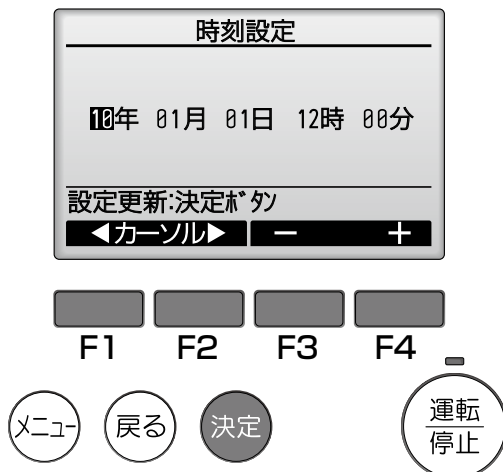 時刻設定
10年 01月 01日 12時 00分
設定更新:決定ﾎﾞﾀﾝ
◀カーソル▶ － ＋
F1 F2 F3 F4
メニュー 戻る 決定 運転
停止